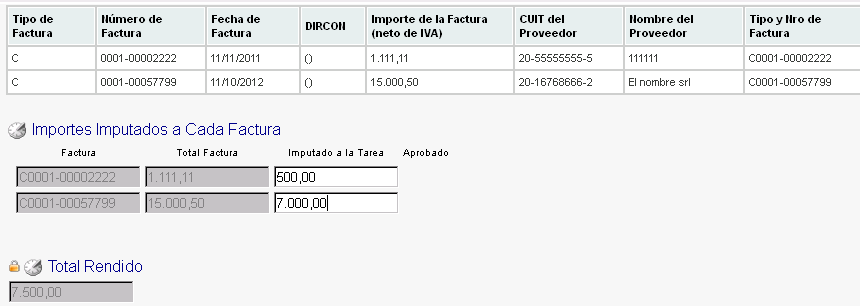 Tipo de Factura Número de Factura Fecha de Factura DIRCON Importe de la Factura (neto de IVA) CUIT del Proveedor Nombre del Proveedor Tipo y Nro de Factura
C 0001-00002222 11/11/2011 () 1.111,11 20-55555555-5 111111 C0001-00002222
C 0001-00057799 11/10/2012 () 15.000,50 20-16768666-2 El nombre srl C0001-00057799
Importes Imputados a Cada Factura
Factura Total Factura Imputado a la Tarea Aprobado
C0001-00002222 1.111,11 500,00
C0001-00057799 15.000,50 7.000,00
Total Rendido
7.500,00